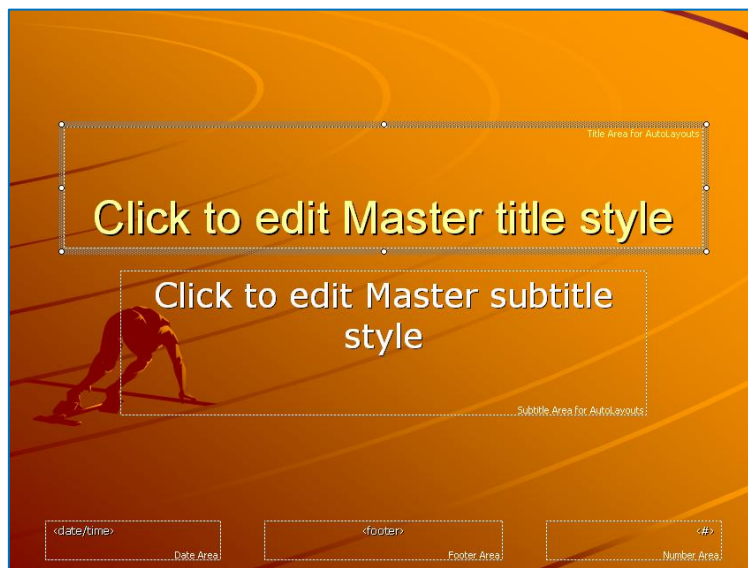 Title Area for AutoLayouts
Click to edit Master title style
Click to edit Master subtitle
style
Subtitle Area for AutoLayouts
<date/time>
Date Area
<footer>
Footer Area
<#>
Number Area